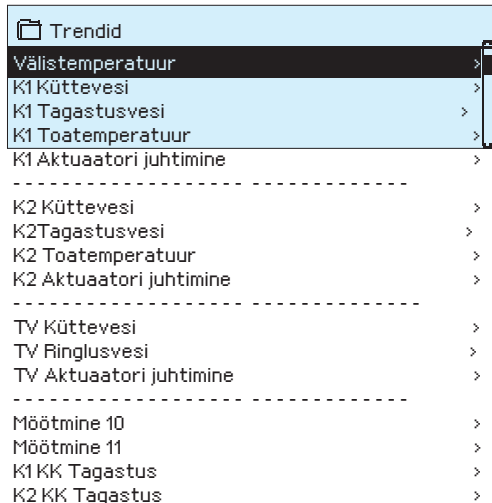 Trendid
Välistemperatuur >
K1 Küttevesi >
K1 Tagastusvesi >
K1 Toatemperatuur >
K1 Aktuaatori juhtimine >
- - - - - - - - - - - - - - - - - - - - - - - - - - - - - - - -
K2 Küttevesi >
K2Tagastusvesi >
K2 Toatemperatuur >
K2 Aktuaatori juhtimine >
- - - - - - - - - - - - - - - - - - - - - - - - - - - - - - - - -
TV Küttevesi >
TV Ringlusvesi >
TV Aktuaatori juhtimine >
- - - - - - - - - - - - - - - - - - - - - - - - - - - - - - - -
Möötmine 10 >
Möötmine 11 >
K1 KK Tagastus >
K2 KK Tagastus >